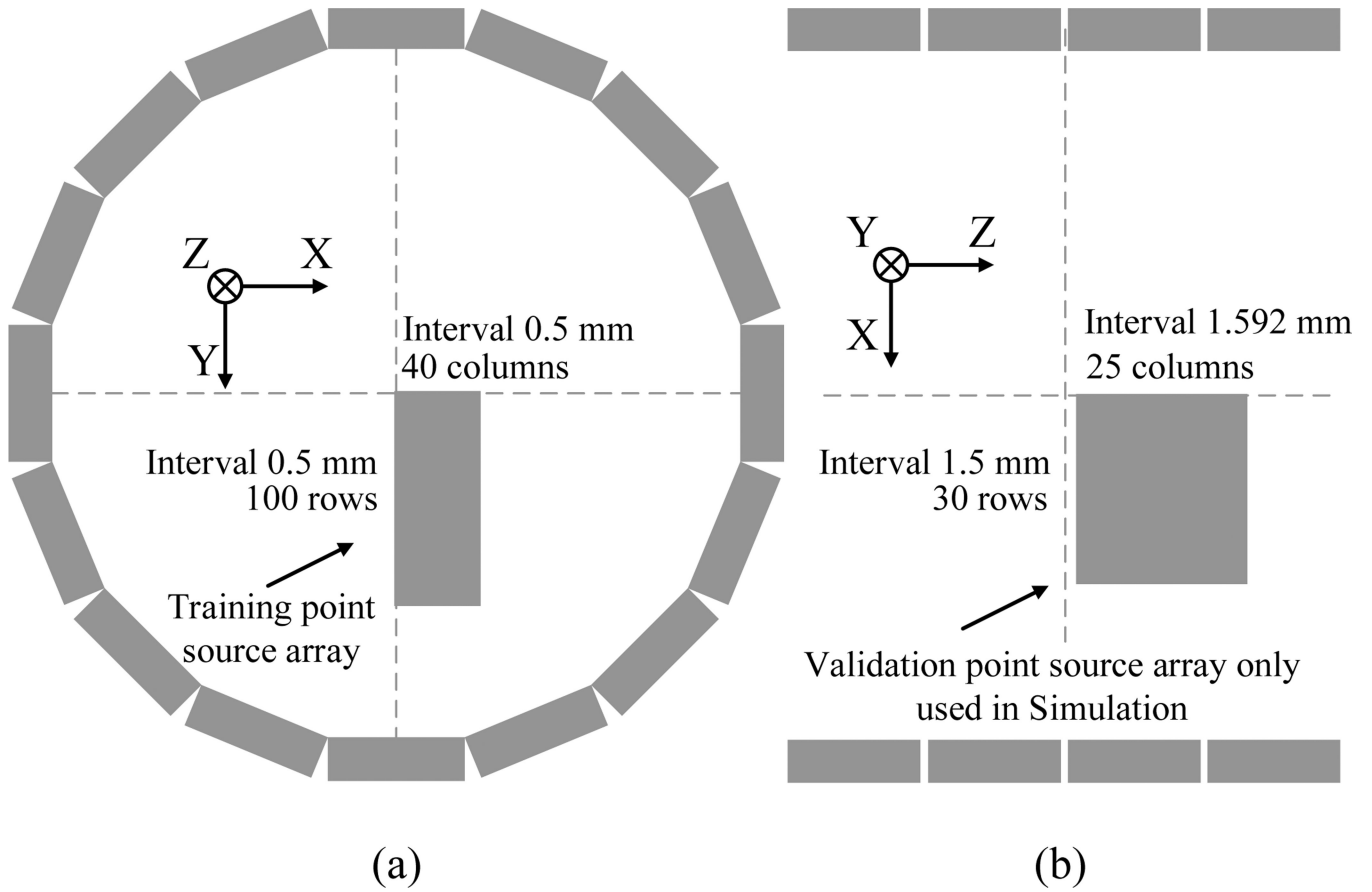 Z
X
Y
Interval 0.5 mm
40 columns
Interval 0.5 mm
100 rows
Training point
source array
(a)
Y
Z
X
Interval 1.592 mm
25 columns
Interval 1.5 mm
30 rows
Validation point source array only
used in Simulation
(b)